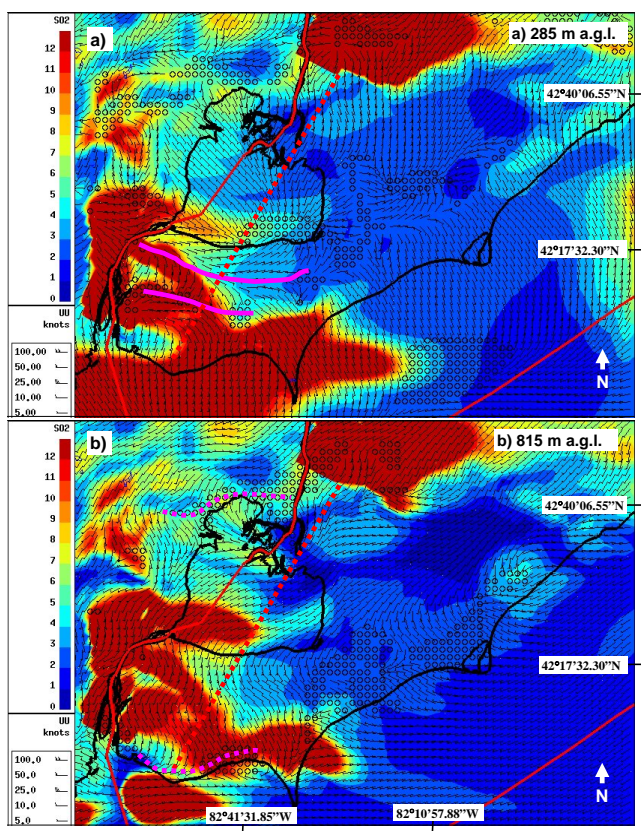 SO2
a)
a) 285 m a.g.l.
12
11
10
9
8
7
6
5
4
3
2
1
0
42°40'06.55"N
42°17'32.30"N
UU
knots
100,00
50,00
25,00
10,00
5,00
N
SO2
b)
b) 815 m a.g.l.
12
11
10
9
8
7
6
5
4
3
2
1
0
42°40'06.55"N
42°17'32.30"N
UU
knots
100,0
50,0
25,0
10,0
5,0
N
82°41'31.85"W
82°10'57.88"W